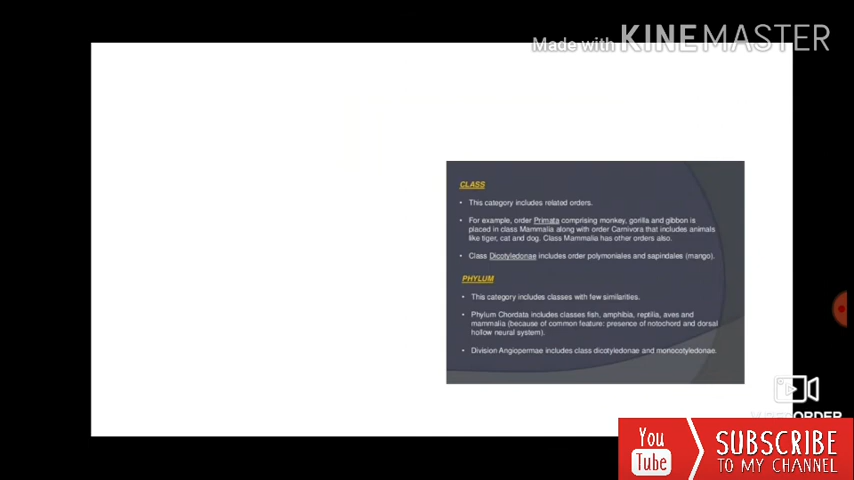 Made with KINEMASTER
CLASS
• This category includes related orders.
• For example, order Primata comprising monkey, gorilla and gibbon is
placed in class Mammalia along with order Carnivora that includes animals
like tiger, cat and dog. Class Mammalia has other orders also.
• Class Dicotyledonae includes order polymoniales and sapindales (mango).
PHYLUM
• This category includes classes with few similarities.
• Phylum Chordata includes classes fish, amphibia, reptilia, aves and
mammalia (because of common feature: presence of notochord and dorsal
hollow neural system).
• Division Angiopermae includes class dicotyledonae and monocotyledonae.
You
Tube
SUBSCRIBE
TO MY CHANNEL